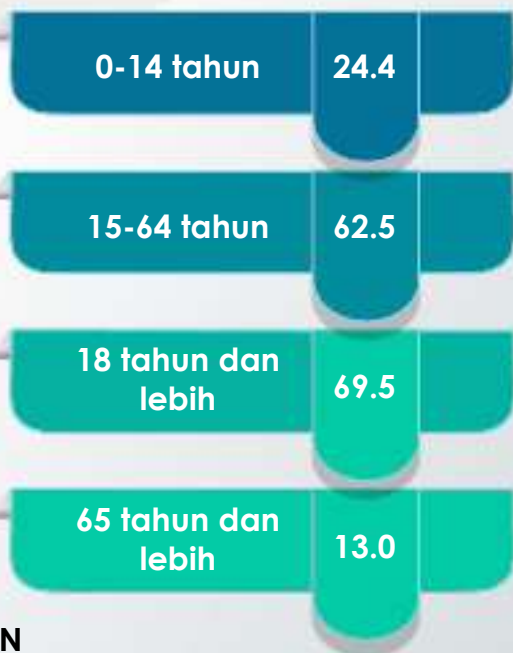 0-14 tahun 24.4
15-64 tahun 62.5
18 tahun dan
lebih
69.5
65 tahun dan
lebih
13.0
N